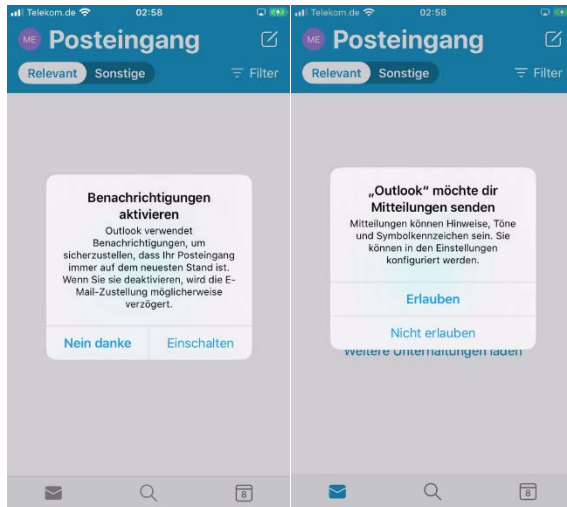 Telekom.de 02:58
ME Posteingang
Relevant Sonstige Filter
Benachrichtigungen
aktivieren
Outlook verwendet
Benachrichtigungen, um
sicherzustellen, dass Ihr Posteingang
immer auf dem neuesten Stand ist.
Wenn Sie sie deaktivieren, wird die E-
Mail-Zustellung möglicherweise
verzögert.
Nein danke Einschalten
8
Telekom.de 02:58
ME Posteingang
Relevant Sonstige Filter
„Outlook“ möchte dir
Mitteilungen senden
Mitteilungen können Hinweise, Töne
und Symbolkennzeichen sein. Sie
können in den Einstellungen
konfiguriert werden.
Erlauben
Nicht erlauben
Weitere Unterhaltungen laden
8